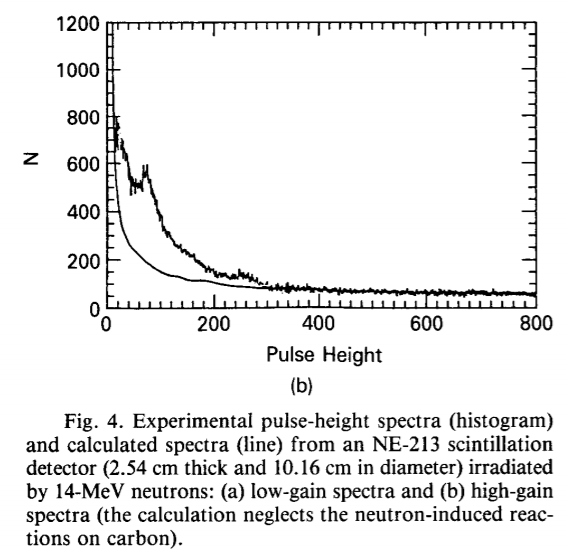 1200
1000
800
600
400
200
0
N
0 200 400 600 800
Pulse Height
(b)
Fig. 4. Experimental pulse-height spectra (histogram)
and calculated spectra (line) from an NE-213 scintillation
detector (2.54 cm thick and 10.16 cm in diameter) irradiated
by 14-MeV neutrons: (a) low-gain spectra and (b) high-gain
spectra (the calculation neglects the neutron-induced reac-
tions on carbon).